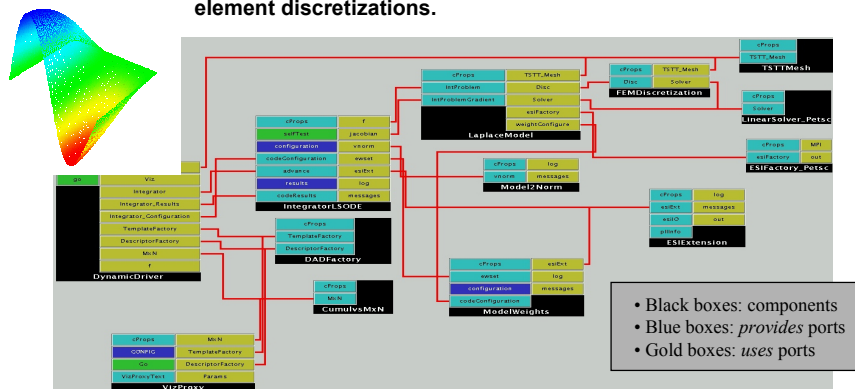 element discretizations.
cProps
TSTT_Mesh
TSTTMesh
cProps TSTT_Mesh
Disc Solver
FEMDiscretization
cProps TSTT_Mesh
IntProblem Disc
IntProblemGradient Solver
esiFactory
weightConfigure
LaplaceModel
cProps
Solver
LinearSolver_Petsc
cProps MPI
esiFactory out
ESIFactory_Petsc
cProps f
selfTest jacobian
configuration vnorm
codeConfiguration ewset
advance esiExt
results log
codeResults messages
IntegratorLSODE
cProps log
vnorm messages
Model2Norm
go Viz
Integrator
Integrator_Results
Integrator_Configuration
TemplateFactory
DescriptorFactory
MxN
f
DynamicDriver
cProps log
esiExt messages
esiIO out
ESIExtension
cProps
TemplateFactory
DescriptorFactory
DADFactory
cProps
MxN
CumulvsMxN
cProps esiExt
ewset log
configuration messages
codeConfiguration
ModelWeights
cProps MxN
CONFIG TemplateFactory
Go DescriptorFactory
VizProxyText Params
VizProxy
• Black boxes: components
• Blue boxes: provides ports
• Gold boxes: uses ports